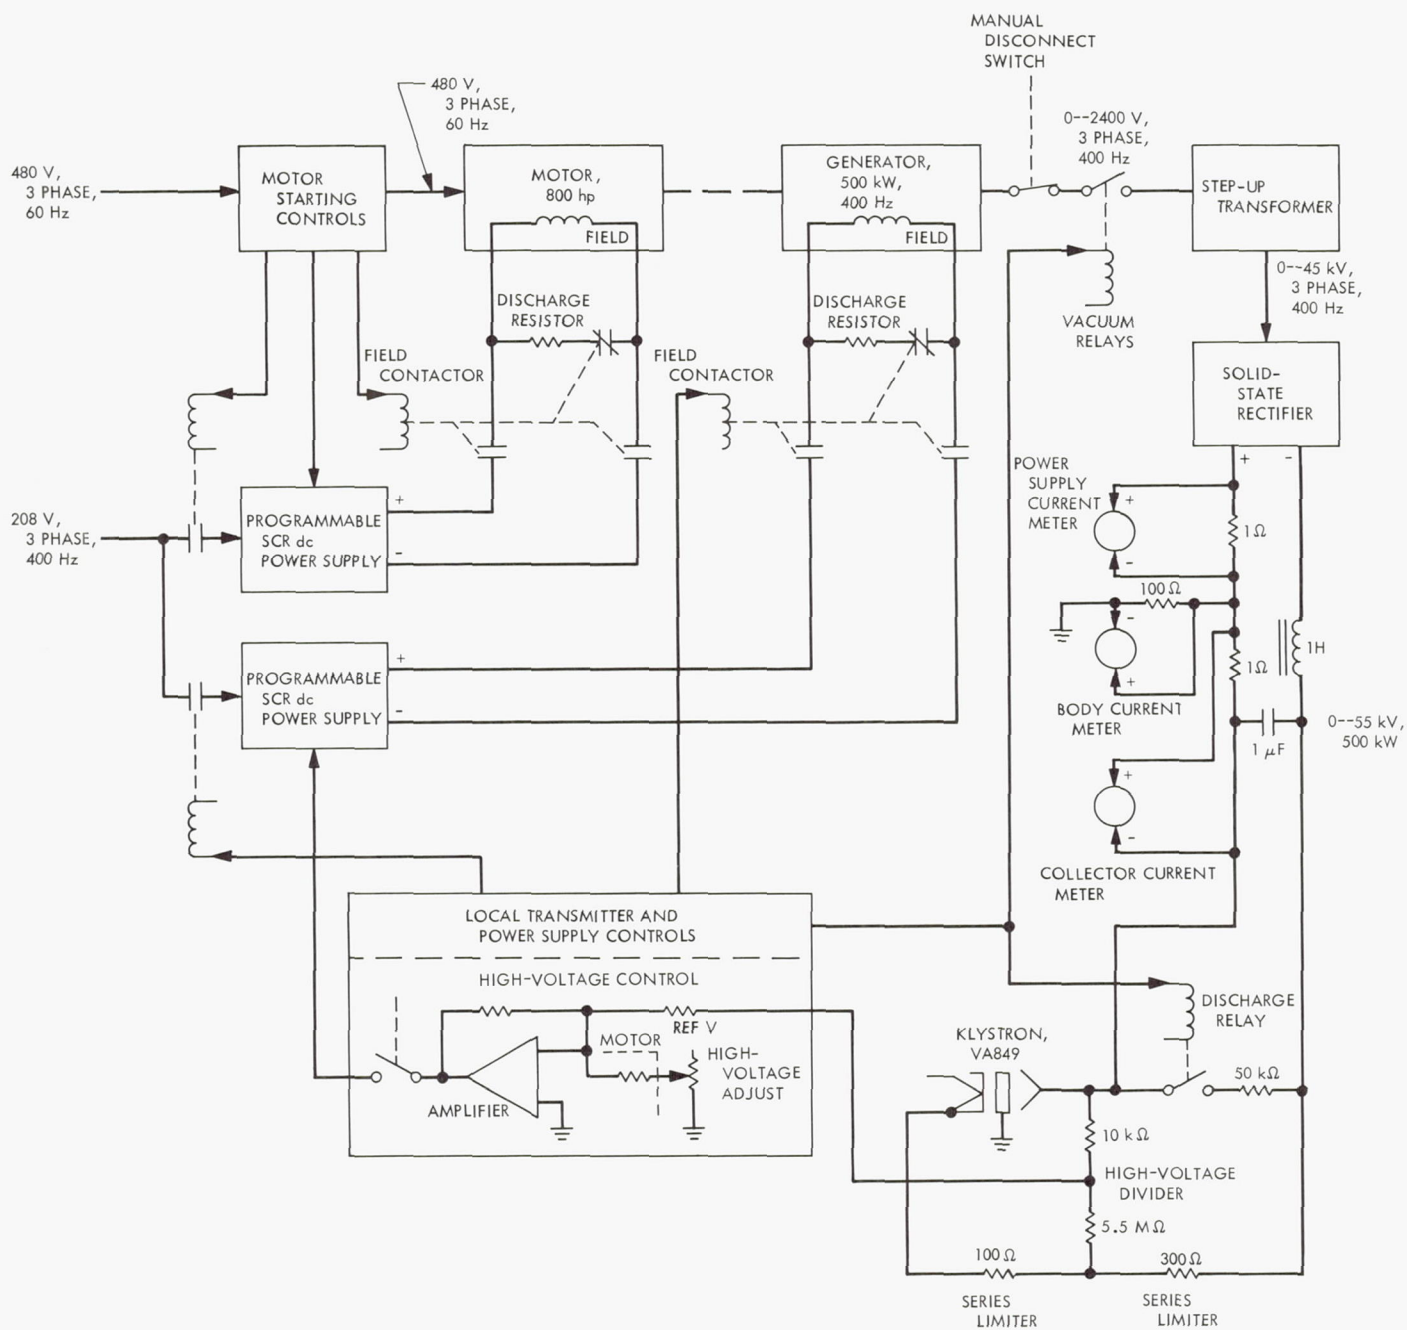 MANUAL
DISCONNECT
SWITCH
480 V,
3 PHASE,
60 Hz
0--2400 V,
3 PHASE,
400 Hz
480 V,
3 PHASE,
60 Hz
MOTOR
STARTING
CONTROLS
MOTOR,
800 hp
FIELD
GENERATOR,
500 kW,
400 Hz
FIELD
STEP-UP
TRANSFORMER
0--45 kV,
3 PHASE,
400 Hz
VACUUM
RELAYS
DISCHARGE
RESISTOR
DISCHARGE
RESISTOR
FIELD
CONTACTOR
FIELD
CONTACTOR
SOLID-
STATE
RECTIFIER
+
-
POWER
SUPPLY
CURRENT
METER
+
-
1Ω
208 V,
3 PHASE,
400 Hz
PROGRAMMABLE
SCR dc
POWER SUPPLY
+
-
100Ω
-
+
BODY CURRENT
METER
1Ω
1H
PROGRAMMABLE
SCR dc
POWER SUPPLY
+
-
1 μF
0--55 kV,
500 kW
+
-
COLLECTOR CURRENT
METER
LOCAL TRANSMITTER AND
POWER SUPPLY CONTROLS
HIGH-VOLTAGE CONTROL
REF V
MOTOR
HIGH-
VOLTAGE
ADJUST
AMPLIFIER
DISCHARGE
RELAY
KLYSTRON,
VA849
50 kΩ
10 kΩ
HIGH-VOLTAGE
DIVIDER
5.5 MΩ
100Ω
300Ω
SERIES
LIMITER
SERIES
LIMITER